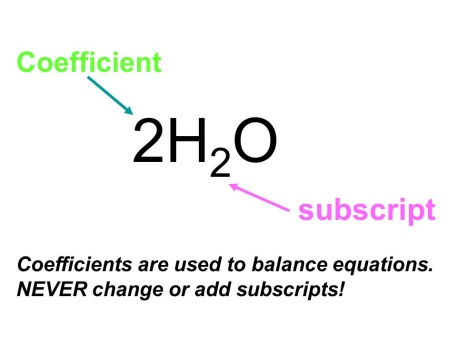 Coefficient
2H₂O
subscript
Coefficients are used to balance equations.
NEVER change or add subscripts!